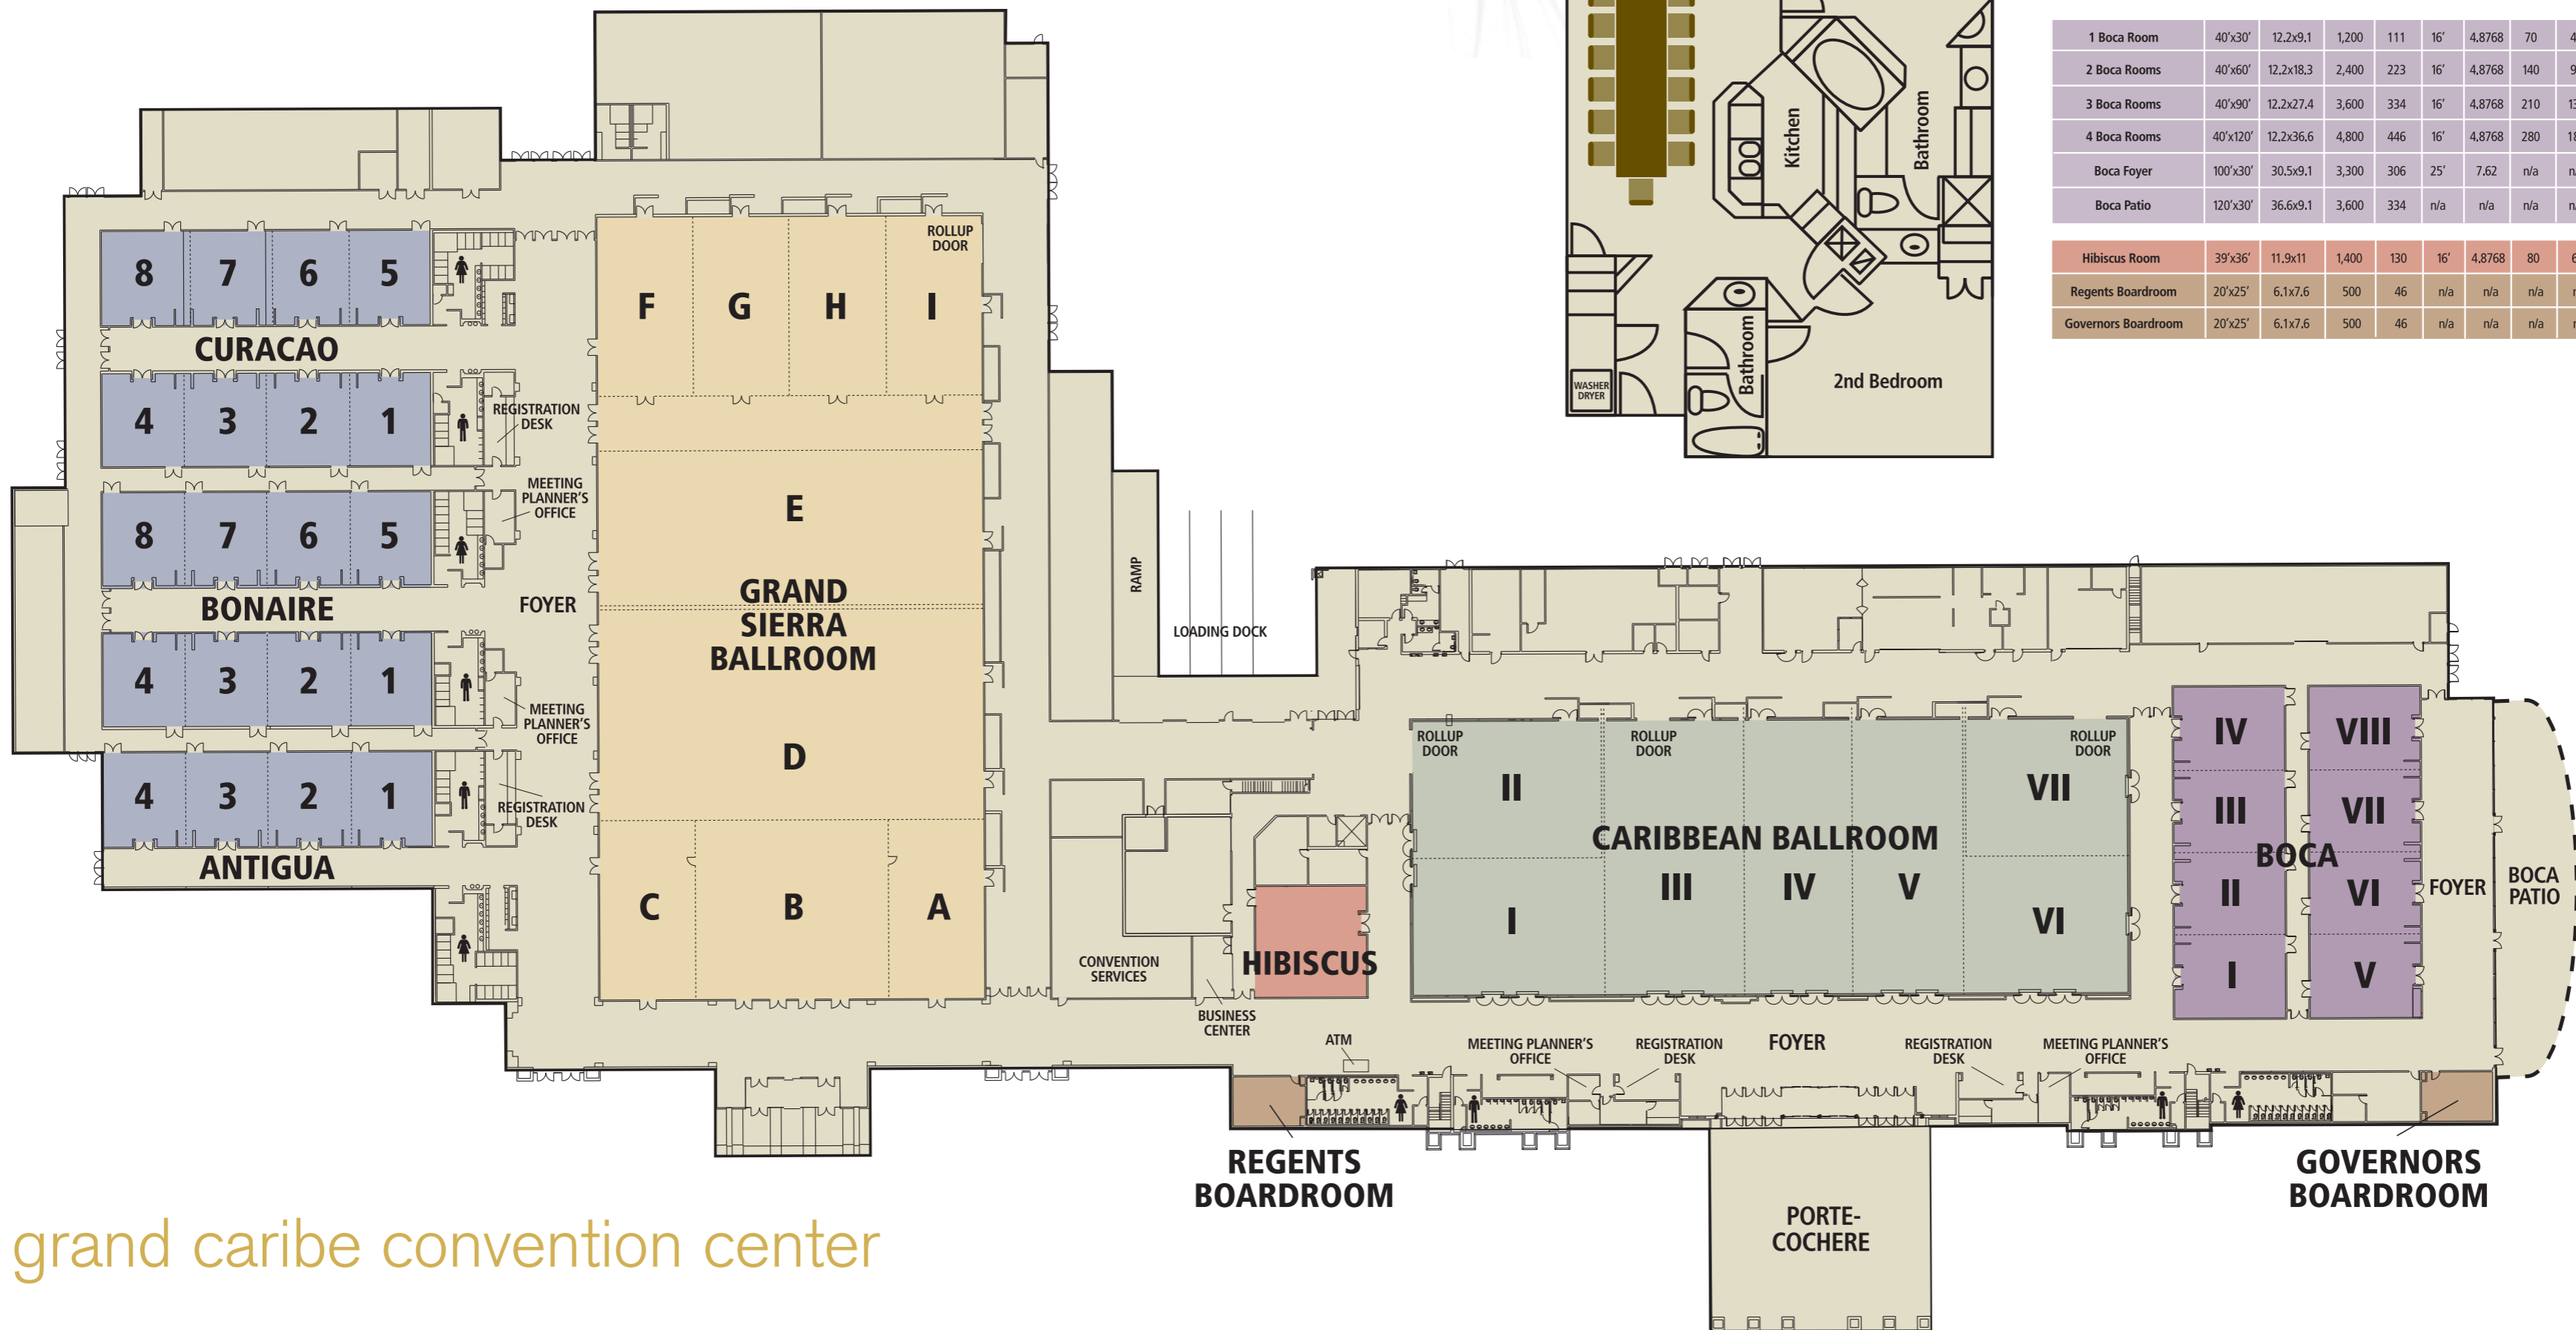 1 Boca Room 40'x30' 12.2x9.1 1,200 111 16' 4.8768 70
2 Boca Rooms 40'x60' 12.2x18.3 2,400 223 16' 4.8768 140
3 Boca Rooms 40'x90' 12.2x27.4 3,600 334 16' 4.8768 210
4 Boca Rooms 40'x120' 12.2x36.6 4,800 446 16' 4.8768 280
Boca Foyer 100'x30' 30.5x9.1 3,300 306 25' 7.62 n/a
Boca Patio 120'x30' 36.6x9.1 3,600 334 n/a n/a n/a
Hibiscus Room 39'x36' 11.9x11 1,400 130 16' 4.8768 80
Regents Boardroom 20'x25' 6.1x7.6 500 46 n/a n/a n/a
Governors Boardroom 20'x25' 6.1x7.6 500 46 n/a n/a n/a
Kitchen
Bathroom
Bathroom
WASHER
DRYER
2nd Bedroom
8 7 6 5
CURACAO
4 3 2 1
REGISTRATION
DESK
MEETING
PLANNER'S
OFFICE
8 7 6 5
BONAIRE
FOYER
4 3 2 1
MEETING
PLANNER'S
OFFICE
4 3 2 1
REGISTRATION
DESK
ANTIGUA
ROLLUP
DOOR
F G H I
E
GRAND
SIERRA
BALLROOM
D
C B A
RAMP
LOADING DOCK
CONVENTION
SERVICES
BUSINESS
CENTER
HIBISCUS
ROLLUP
DOOR
ROLLUP
DOOR
ROLLUP
DOOR
II VII
CARIBBEAN BALLROOM
III IV V
I VI
IV VIII
III VII
BOCA
II VI
I V
FOYER
BOCA
PATIO
ATM
MEETING PLANNER'S
OFFICE
REGISTRATION
DESK
FOYER
REGISTRATION
DESK
MEETING PLANNER'S
OFFICE
REGENTS
BOARDROOM
GOVERNORS
BOARDROOM
PORTE-
COCHERE
grand caribe convention center